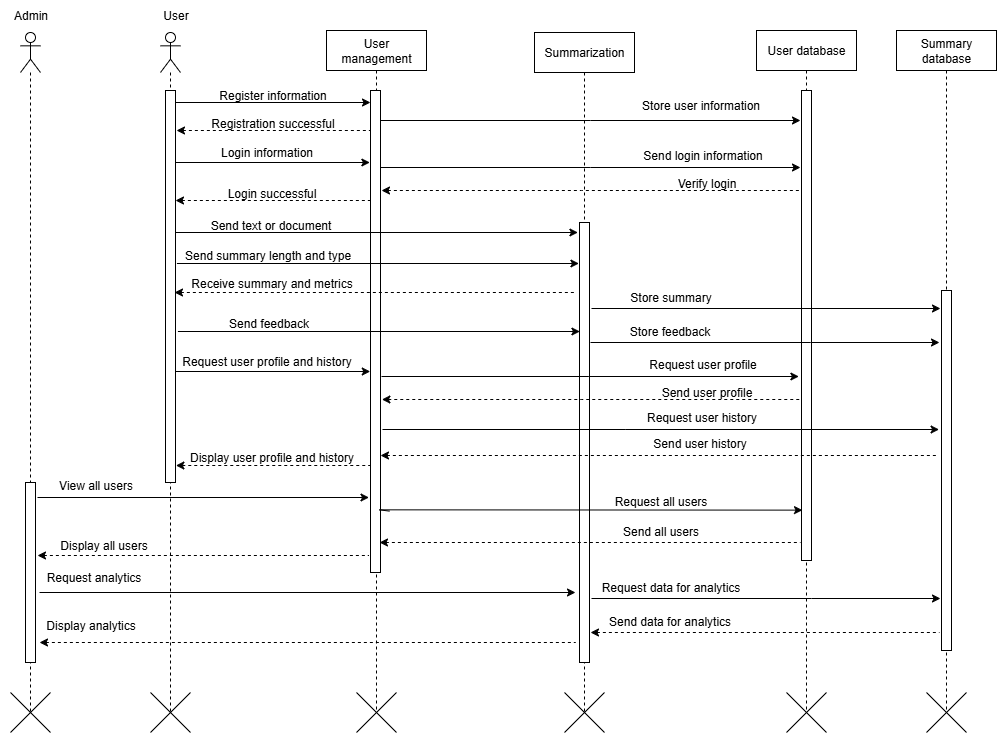 Admin
User
User
management
Summarization
User database
Summary
database
Register information
Store user information
Registration successful
Login information
Send login information
Verify login
Login successful
Send text or document
Send summary length and type
Receive summary and metrics
Store summary
Send feedback
Store feedback
Request user profile and history
Request user profile
Send user profile
Request user history
Send user history
Display user profile and history
View all users
Request all users
Send all users
Display all users
Request analytics
Request data for analytics
Send data for analytics
Display analytics